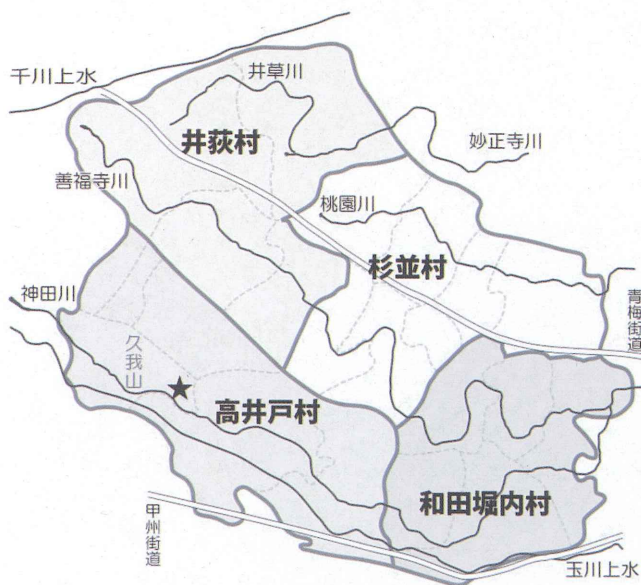 千川上水
井草川
井荻村
妙正寺川
善福寺川
桃園川
杉並村
神田川
青梅街道
久我山
高井戸村
和田堀内村
甲州街道
玉川上水